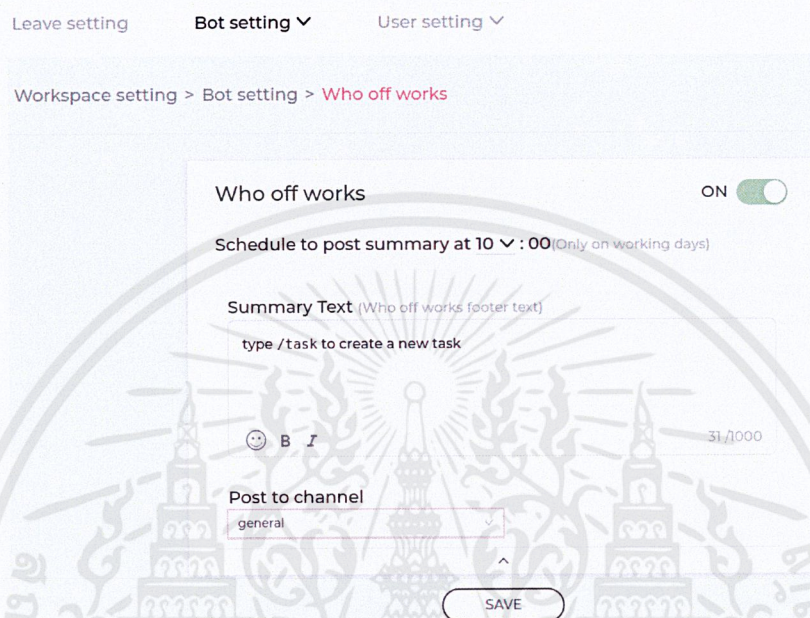 Leave setting Bot setting User setting
Workspace setting > Bot setting > Who off works
Who off works ON
Schedule to post summary at 10 : 00(Only on working days)
Summary Text (Who off works footer text)
type /task to create a new task
B I 31/1000
Post to channel
general
SAVE